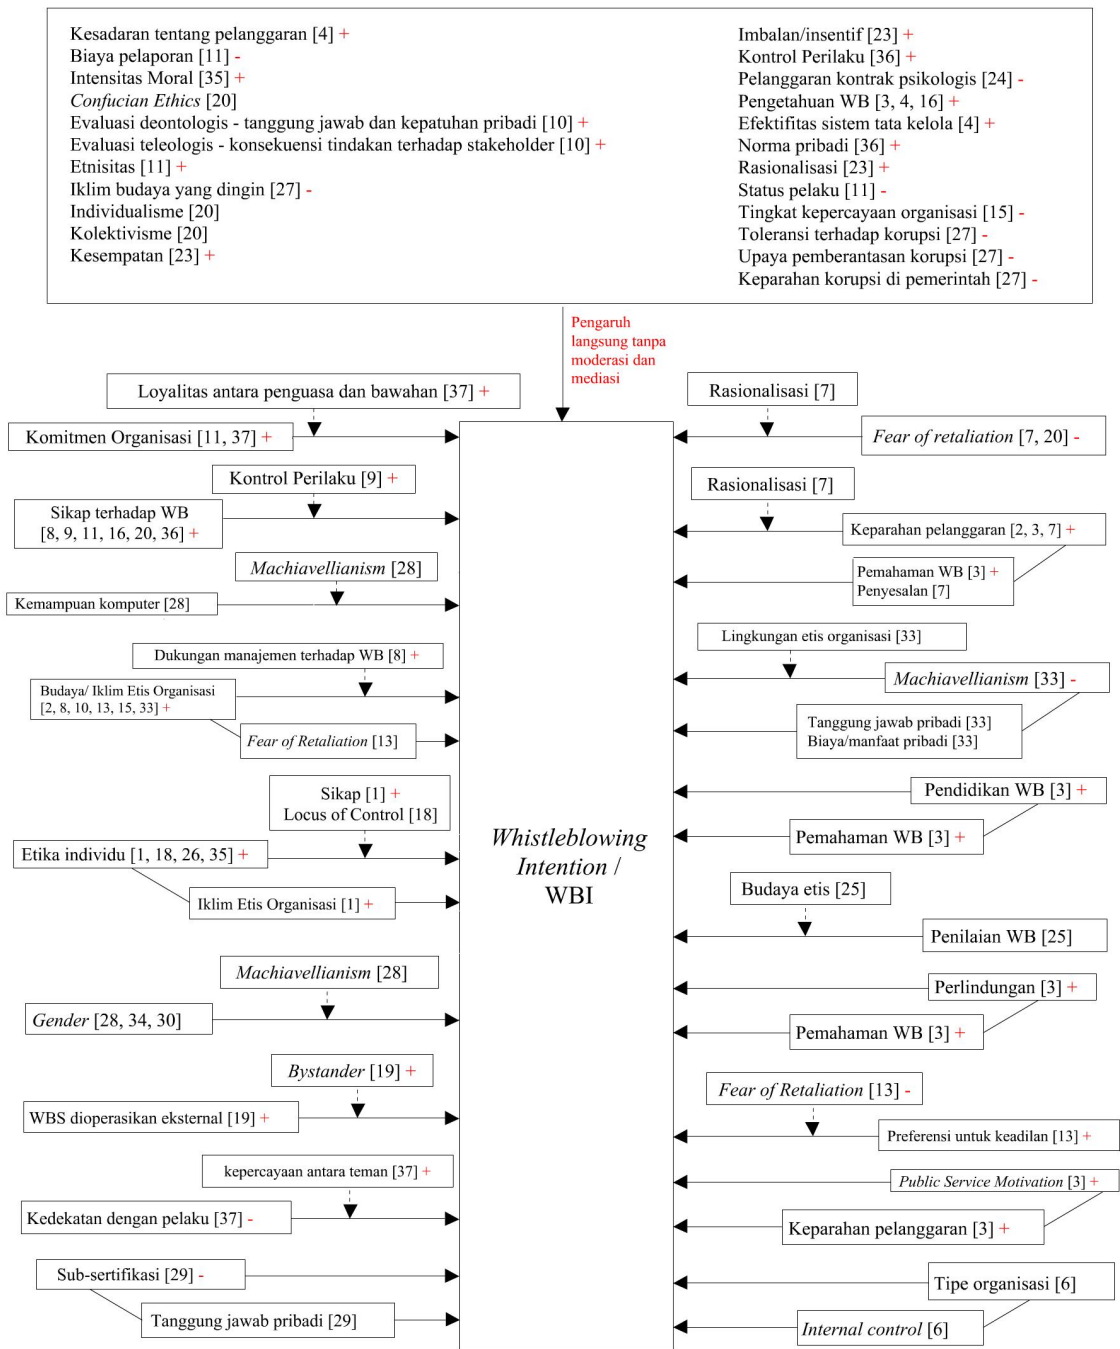 Kesadaran tentang pelanggaran [4] +
Biaya pelaporan [11] -
Intensitas Moral [35] +
Confucian Ethics [20]
Evaluasi deontologis - tanggung jawab dan kepatuhan pribadi [10] +
Evaluasi teleologis - konsekuensi tindakan terhadap stakeholder [10] +
Etnisitas [11] +
Iklim budaya yang dingin [27] -
Individualisme [20]
Kolektivisme [20]
Kesempatan [23] +
Imbalan/insentif [23] +
Kontrol Perilaku [36] +
Pelanggaran kontrak psikologis [24] -
Pengetahuan WB [3, 4, 16] +
Efektifitas sistem tata kelola [4] +
Norma pribadi [36] +
Rasionalisasi [23] +
Status pelaku [11] -
Tingkat kepercayaan organisasi [15] -
Toleransi terhadap korupsi [27] -
Upaya pemberantasan korupsi [27] -
Keparahan korupsi di pemerintah [27] -
Pengaruh
langsung tanpa
moderasi dan
mediasi
Loyalitas antara penguasa dan bawahan [37] +
Komitmen Organisasi [11, 37] +
Kontrol Perilaku [9] +
Sikap terhadap WB
[8, 9, 11, 16, 20, 36] +
Machiavellianism [28]
Kemampuan komputer [28]
Dukungan manajemen terhadap WB [8] +
Budaya/ Iklim Etis Organisasi
[2, 8, 10, 13, 15, 33] +
Fear of Retaliation [13]
Sikap [1] +
Locus of Control [18]
Etika individu [1, 18, 26, 35] +
Iklim Etis Organisasi [1] +
Machiavellianism [28]
Gender [28, 34, 30]
Bystander [19] +
WBS dioperasikan eksternal [19] +
kepercayaan antara teman [37] +
Kedekatan dengan pelaku [37] -
Sub-sertifikasi [29] -
Tanggung jawab pribadi [29]
Whistleblowing
Intention /
WBI
Rasionalisasi [7]
Fear of retaliation [7, 20] -
Rasionalisasi [7]
Keparahan pelanggaran [2, 3, 7] +
Pemahaman WB [3] +
Penyesalan [7]
Lingkungan etis organisasi [33]
Machiavellianism [33] -
Tanggung jawab pribadi [33]
Biaya/manfaat pribadi [33]
Pendidikan WB [3] +
Pemahaman WB [3] +
Budaya etis [25]
Penilaian WB [25]
Perlindungan [3] +
Pemahaman WB [3] +
Fear of Retaliation [13] -
Preferensi untuk keadilan [13] +
Public Service Motivation [3] +
Keparahan pelanggaran [3] +
Tipe organisasi [6]
Internal control [6]